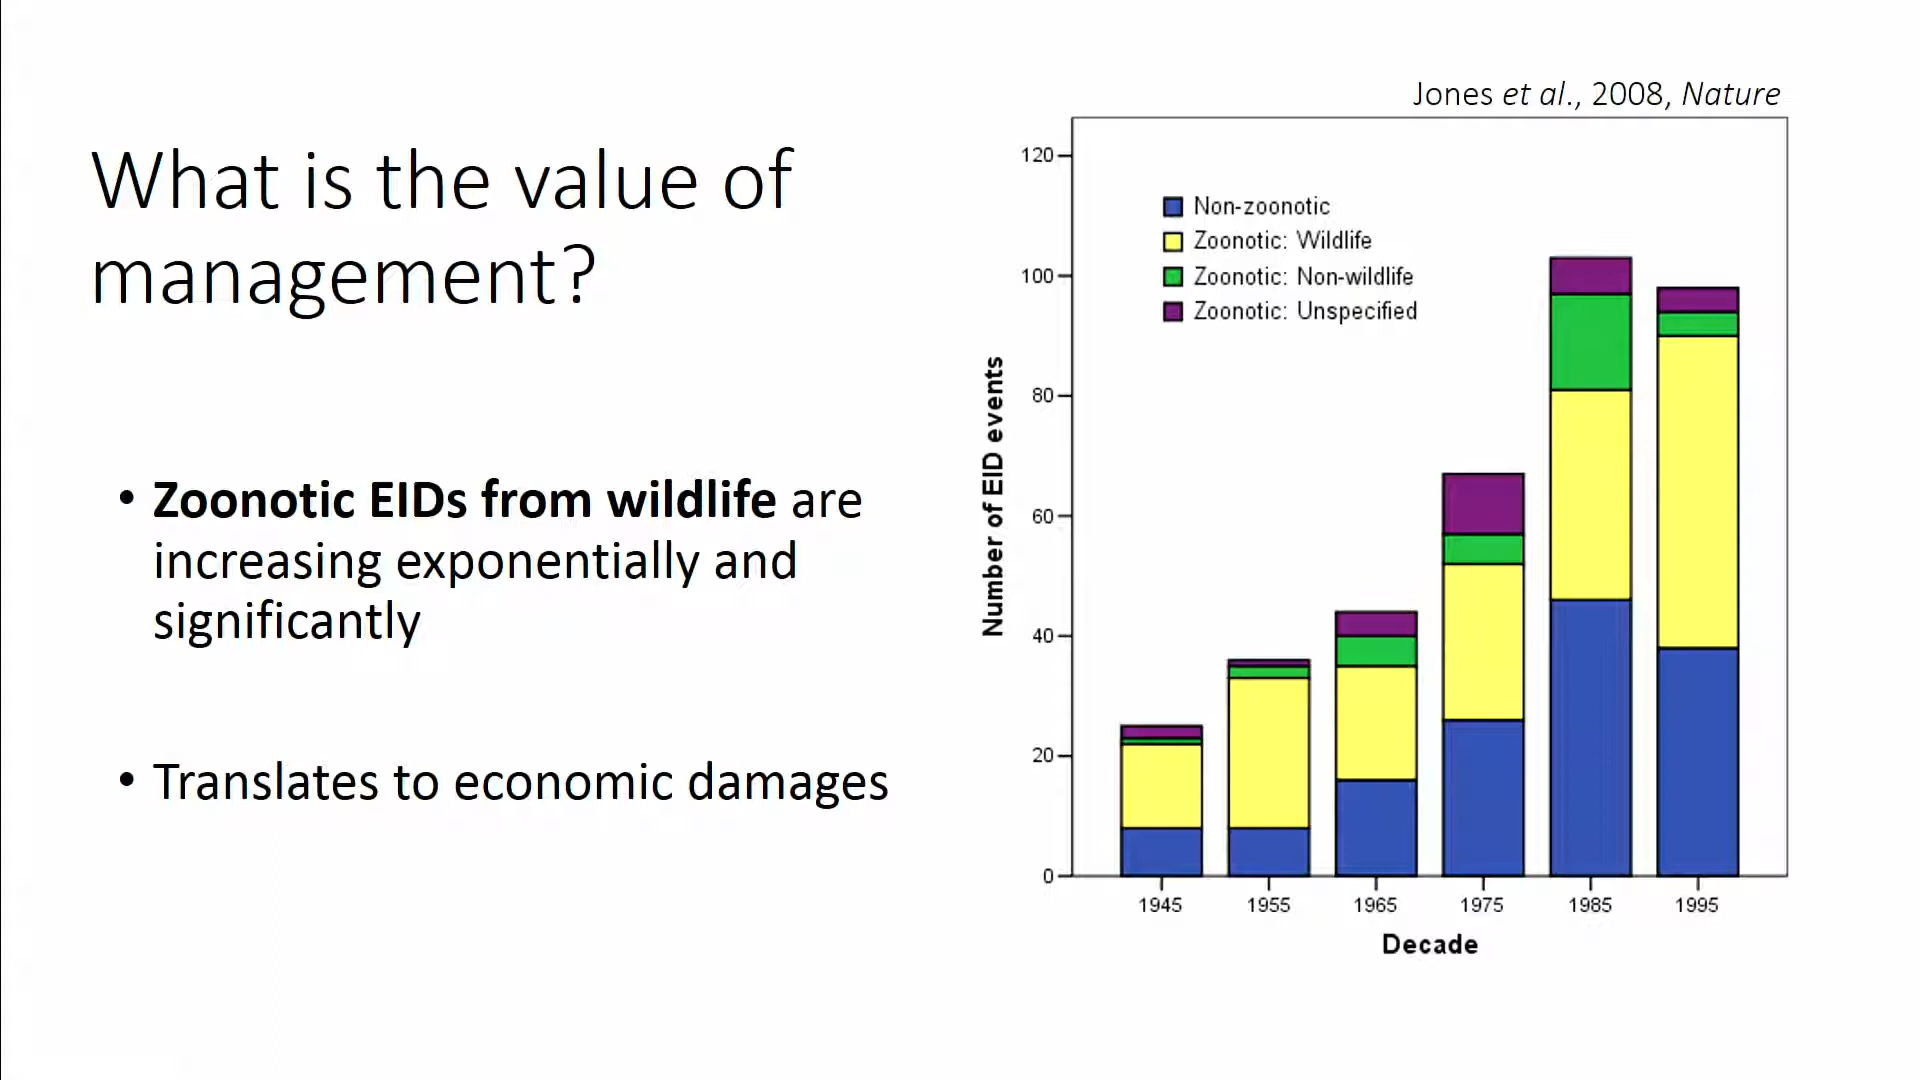 Jones et al., 2008, Nature
What is the value of
management?
• Zoonotic EIDs from wildlife are
increasing exponentially and
significantly
• Translates to economic damages
Non-zoonotic
Zoonotic: Wildlife
Zoonotic: Non-wildlife
Zoonotic: Unspecified
Number of EID events
120
100
80
60
40
20
0
1945 1955 1965 1975 1985 1995
Decade